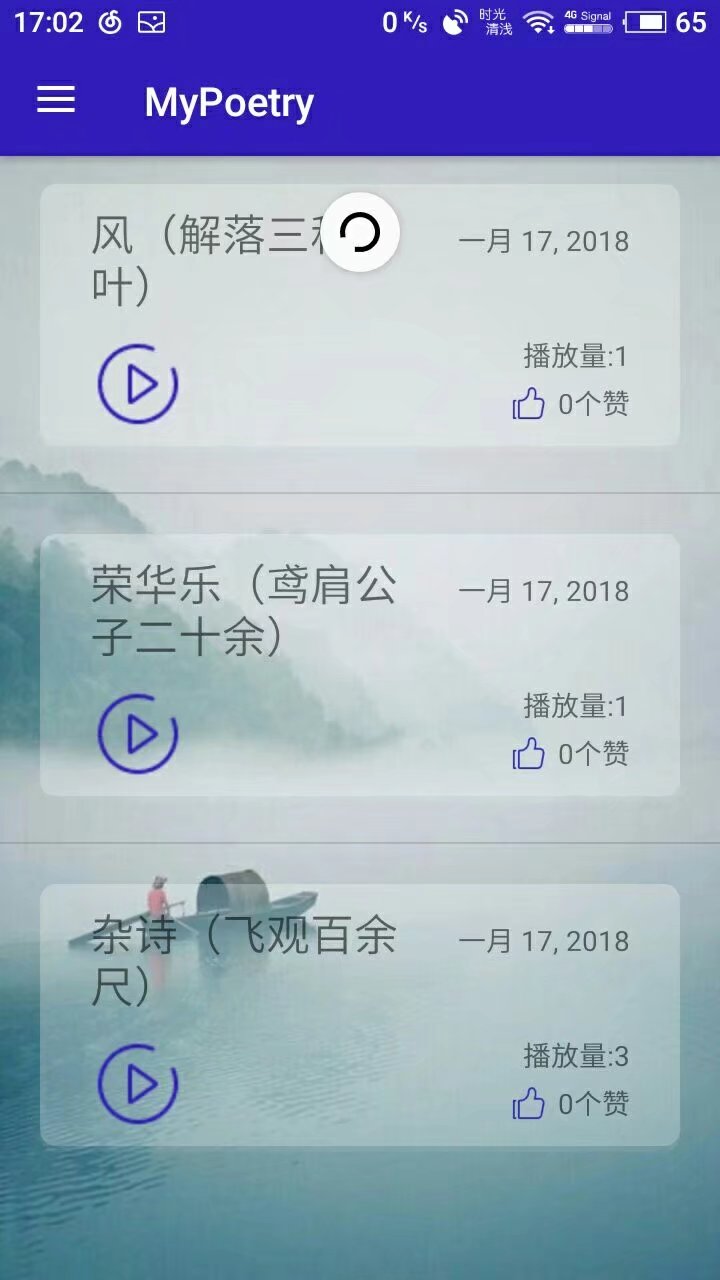 17:02
0 K/s
时光
清浅
4G Signal
65
MyPoetry
风（解落三
叶）
一月 17, 2018
播放量:1
0个赞
荣华乐（鸢肩公
子二十余）
一月 17, 2018
播放量:1
0个赞
杂诗（飞观百余
尺）
一月 17, 2018
播放量:3
0个赞